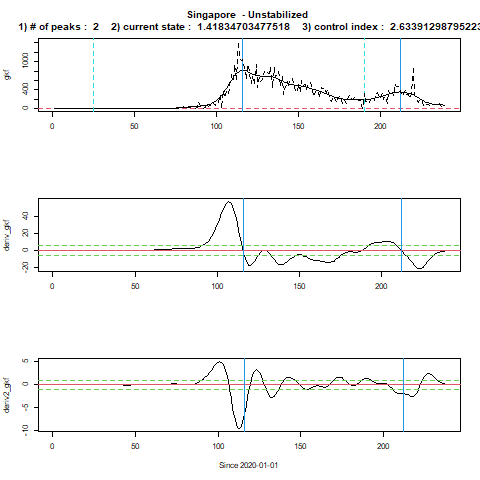 Singapore - Unstabilized
1) # of peaks : 2 2) current state : 1.41834703477518 3) control index : 2.63391298795223
gkf
0 400 1000
0 50 100 150 200
deriv_gkf
-20 0 20 40
0 50 100 150 200
deriv2_gkf
-10 -5 0 5
0 50 100 150 200
Since 2020-01-01